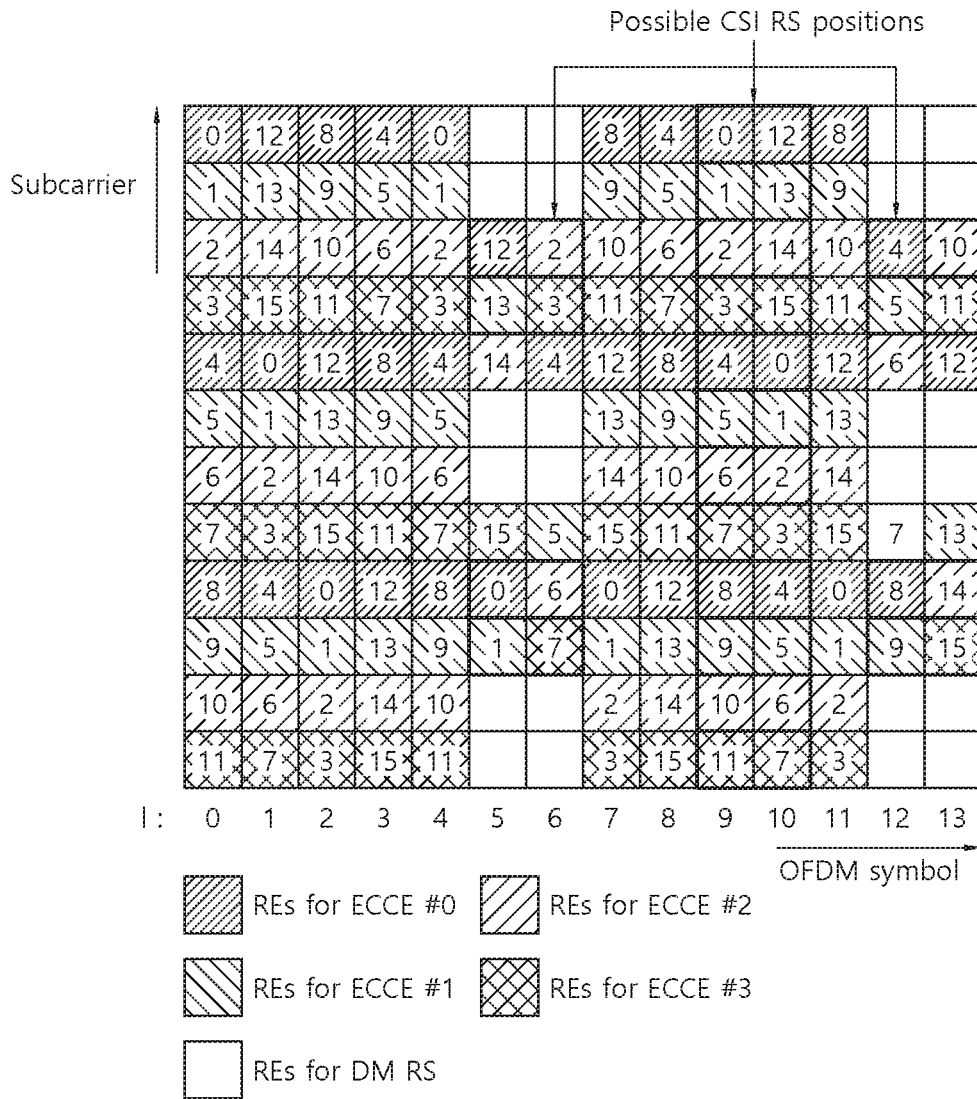 Possible CSI RS positions
0 12 8 4 0 8 4 0 12 8
Subcarrier
1 13 9 5 1 9 5 1 13 9
2 14 10 6 2 12 2 10 6 2 14 10 4 10
3 15 11 7 3 13 3 11 7 3 15 11 5 11
4 0 12 8 4 14 4 12 8 4 0 12 6 12
5 1 13 9 5 13 9 5 1 13
6 2 14 10 6 14 10 6 2 14
7 3 15 11 7 15 5 15 11 7 3 15 7 13
8 4 0 12 8 0 6 0 12 8 4 0 8 14
9 5 1 13 9 1 7 1 13 9 5 1 9 15
10 6 2 14 10 2 14 10 6 2
11 7 3 15 11 3 15 11 7 3
l : 0 1 2 3 4 5 6 7 8 9 10 11 12 13
OFDM symbol
REs for ECCE #0 REs for ECCE #2
REs for ECCE #1 REs for ECCE #3
REs for DM RS